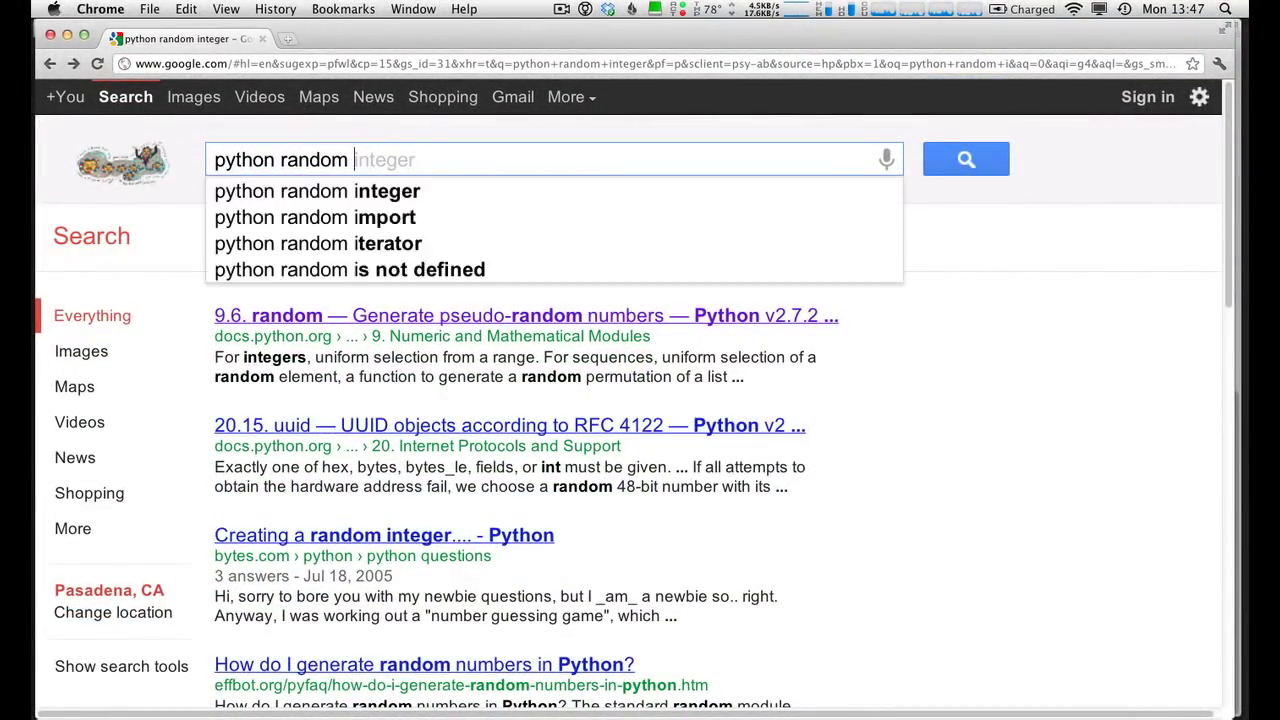 Chrome File Edit View History Bookmarks Window Help 78° 4.5KB/s 17.6KB/s Charged Mon 13:47
python random integer – Go
www.google.com/#hl=en&sugexp=pfwl&cp=15&gs_id=31&xhr=t&q=python+random+integer&pf=p&sclient=psy-ab&source=hp&pbx=1&oq=python+random+i&aq=0&aqi=g4&aql=&gs_sm...
+You Search Images Videos Maps News Shopping Gmail More Sign in
python random integer
python random integer
python random import
python random iterator
python random is not defined
Search
Everything
Images
Maps
Videos
News
Shopping
More
Pasadena, CA
Change location
Show search tools
9.6. random — Generate pseudo-random numbers — Python v2.7.2 ...
docs.python.org › ... › 9. Numeric and Mathematical Modules
For integers, uniform selection from a range. For sequences, uniform selection of a
random element, a function to generate a random permutation of a list ...
20.15. uuid — UUID objects according to RFC 4122 — Python v2 ...
docs.python.org › ... › 20. Internet Protocols and Support
Exactly one of hex, bytes, bytes_le, fields, or int must be given. ... If all attempts to
obtain the hardware address fail, we choose a random 48-bit number with its ...
Creating a random integer.... - Python
bytes.com › python › python questions
3 answers - Jul 18, 2005
Hi, sorry to bore you with my newbie questions, but I _am_ a newbie so.. right.
Anyway, I was working out a "number guessing game", which ...
How do I generate random numbers in Python?
effbot.org/pyfaq/how-do-i-generate-random-numbers-in-python.htm
How do I generate random numbers in Python? The standard random module